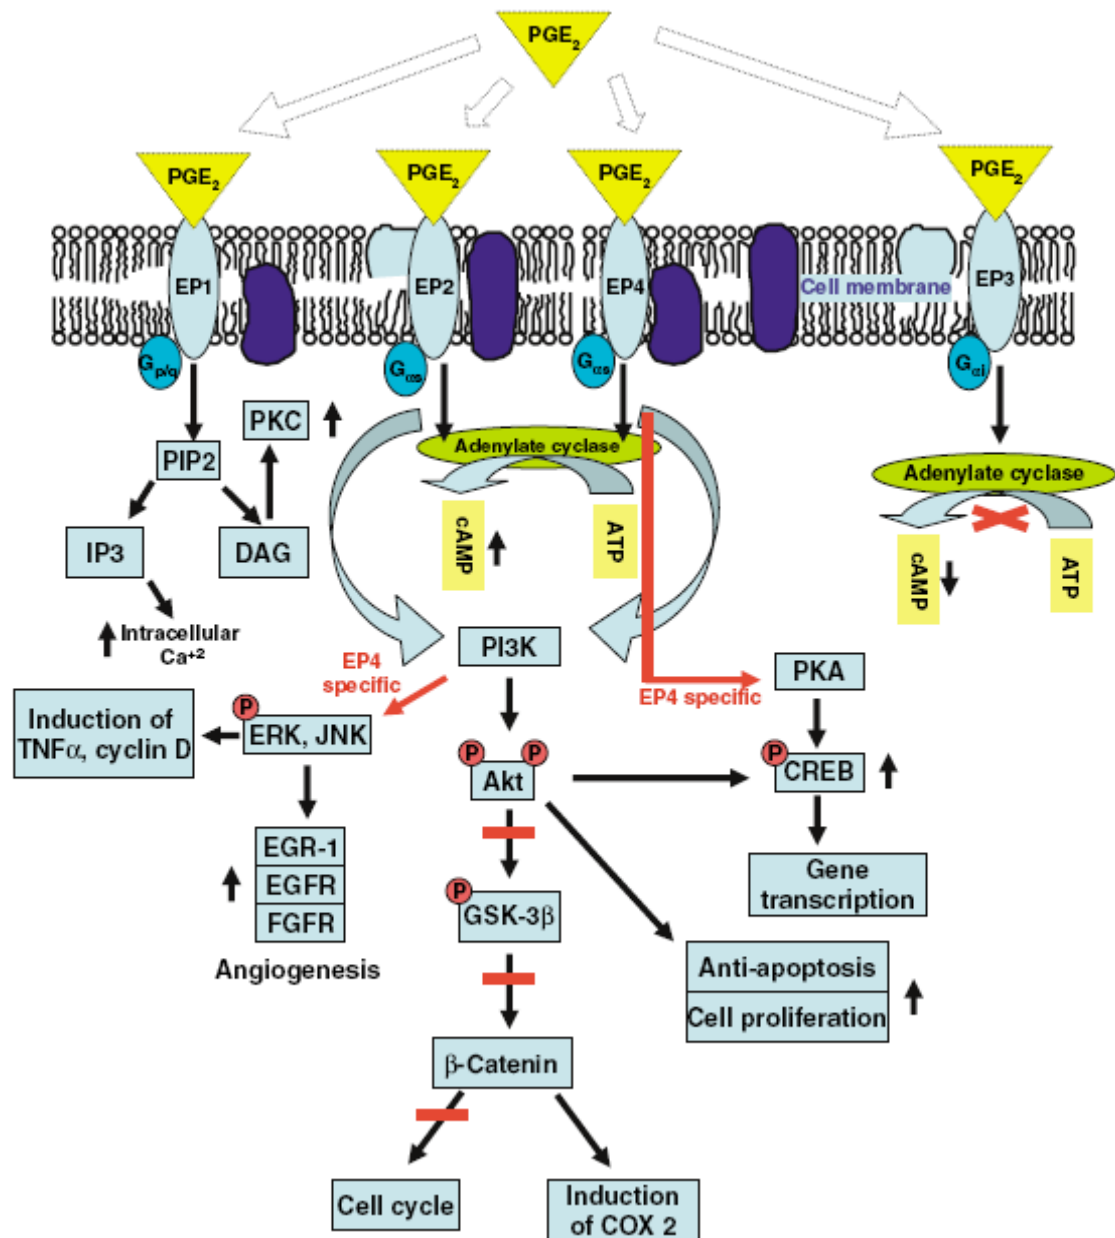 PGE₂
PGE₂
PGE₂
PGE₂
PGE₂
EP1
EP2
EP4
Cell membrane
EP3
Gp/q
Gαs
Gαs
Gαi
PKC
PIP2
Adenylate cyclase
Adenylate cyclase
IP3
DAG
cAMP
ATP
cAMP
ATP
Intracellular
Ca⁺²
PI3K
EP4
specific
PKA
EP4 specific
Induction of
TNFα, cyclin D
P
ERK, JNK
P
P
Akt
P
CREB
EGR-1
EGFR
FGFR
Angiogenesis
P
GSK-3β
Gene
transcription
Anti-apoptosis
Cell proliferation
β-Catenin
Cell cycle
Induction
of COX 2